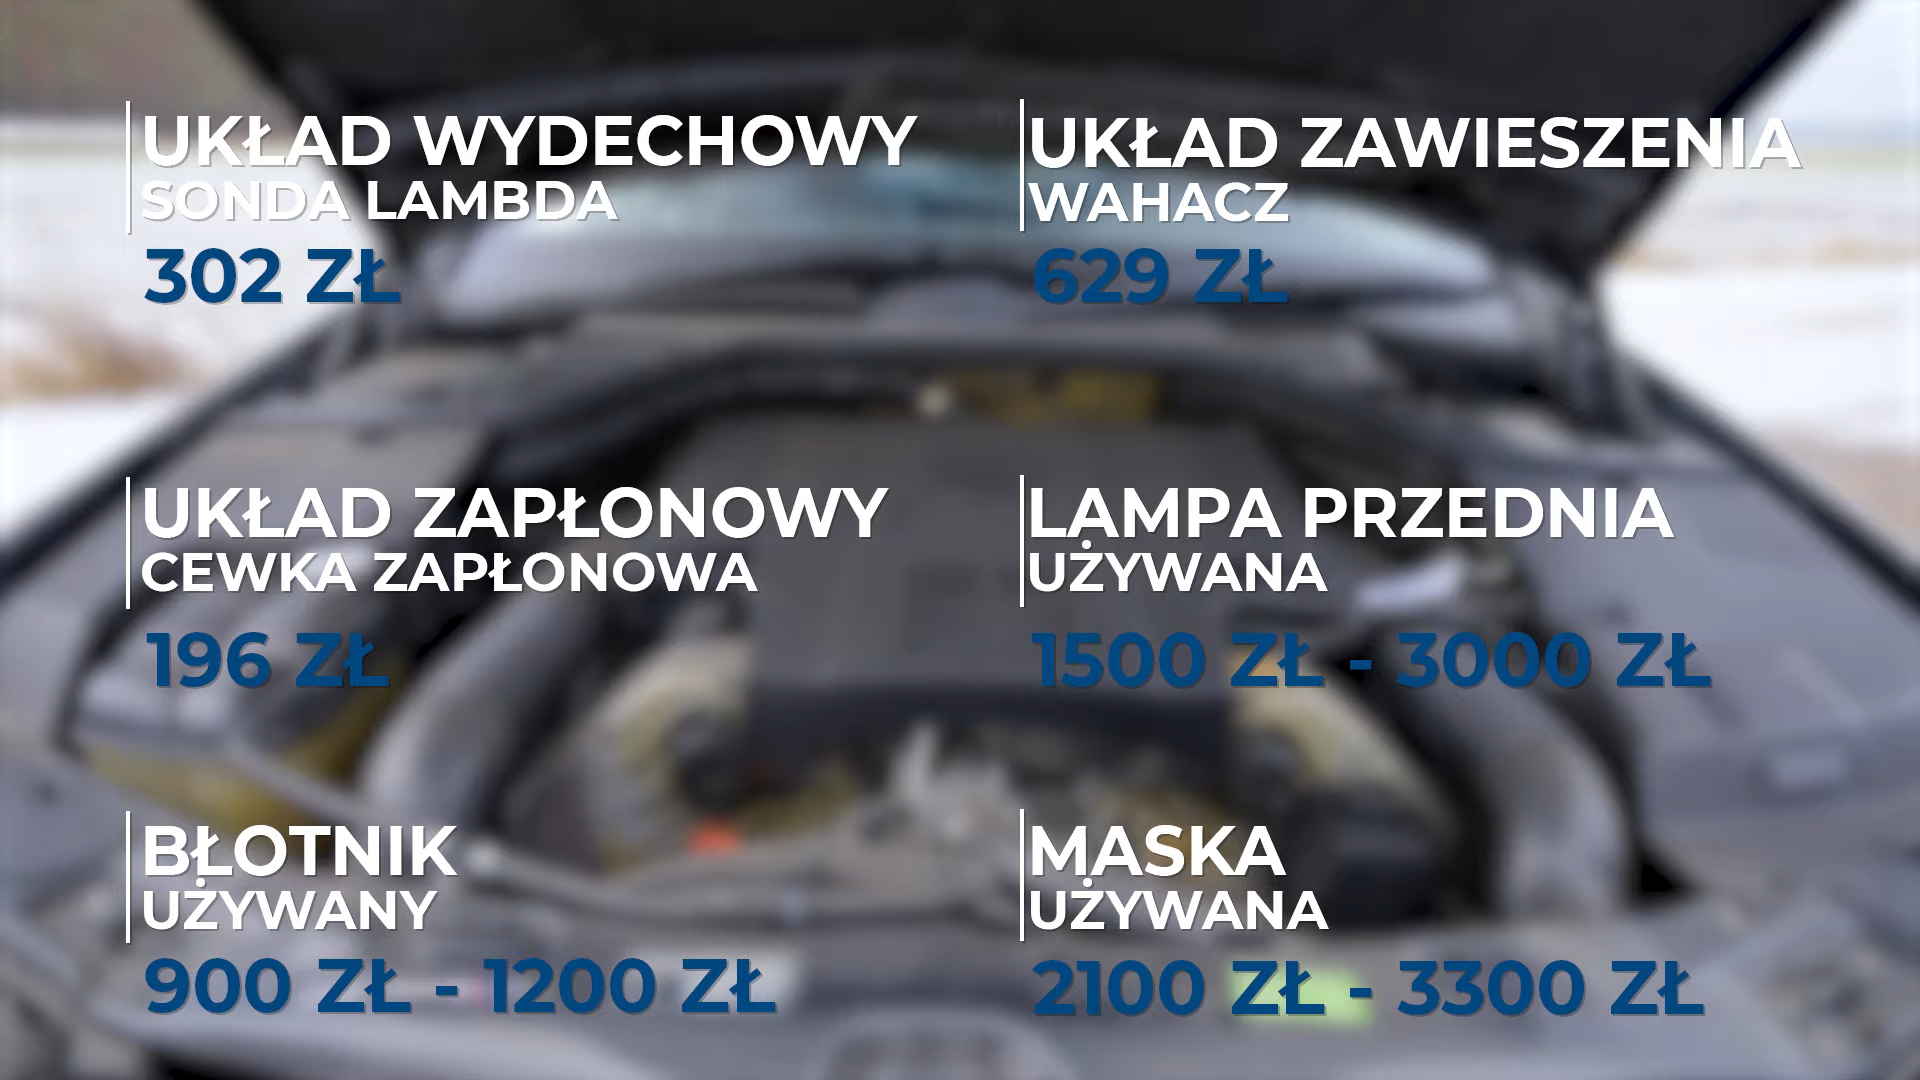 UKŁAD WYDECHOWY
SONDA LAMBDA
302 ZŁ
UKŁAD ZAWIESZENIA
WAHACZ
629 ZŁ
UKŁAD ZAPŁONOWY
CEWKA ZAPŁONOWA
196 ZŁ
LAMPA PRZEDNIA
UŻYWANA
1500 ZŁ - 3000 ZŁ
BŁOTNIK
UŻYWANY
900 ZŁ - 1200 ZŁ
MASKA
UŻYWANA
2100 ZŁ - 3300 ZŁ